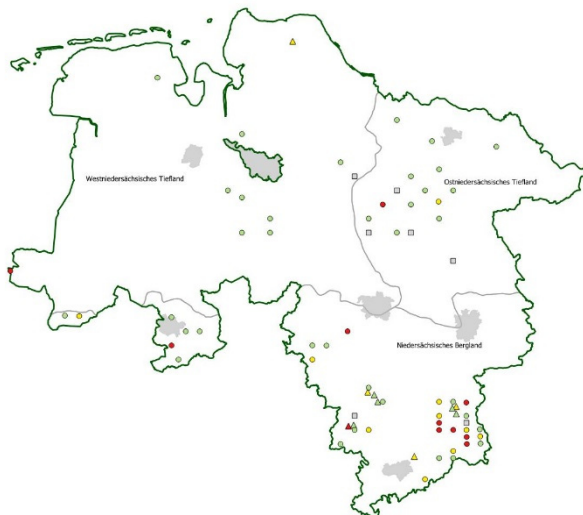 Westniedersächsisches Tiefland
Ostniedersächsisches Tiefland
Niedersächsisches Bergland